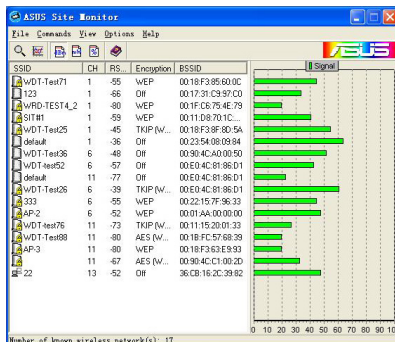 ASUS Site Monitor
File Commands View Options Help
/SUS
SSID CH RS... Encryption BSSID Signal
WDT-Test71 1 -55 WEP 00:18:F3:85:60:0C
123 1 -66 Off 00:17:31:C9:97:C0
WRD-TEST4_2 1 -80 WEP 00:1F:C6:75:4E:79
SIT#1 1 -59 WEP 00:11:D8:70:1C:...
WDT-Test25 1 -45 TKIP (W... 00:18:F3:8F:8D:5A
default 1 -36 Off 00:23:54:08:09:84
WDT-Test36 6 -48 Off 00:90:4C:A0:00:50
WDT-test52 6 -57 Off 00:E0:4C:81:86:D1
default 11 -77 Off 00:E0:4C:81:86:D1
WDT-Test26 6 -39 TKIP (W... 00:E0:4C:81:86:D1
333 6 -55 WEP 00:22:15:7F:96:33
AP-2 6 -52 WEP 00:01:AA:00:00:00
WDT-test76 11 -73 TKIP (W... 00:11:15:20:01:33
WDT-Test88 11 -80 AES (W... 00:1B:FC:57:68:39
AP-3 11 -80 WEP 00:18:F3:63:E9:93
11 -67 AES (W... 00:90:4C:C1:00:2D
22 13 -52 Off 36:CB:16:2C:39:82
0 10 20 30 40 50 60 70 80 90 10
Number of known wireless network(s): 17